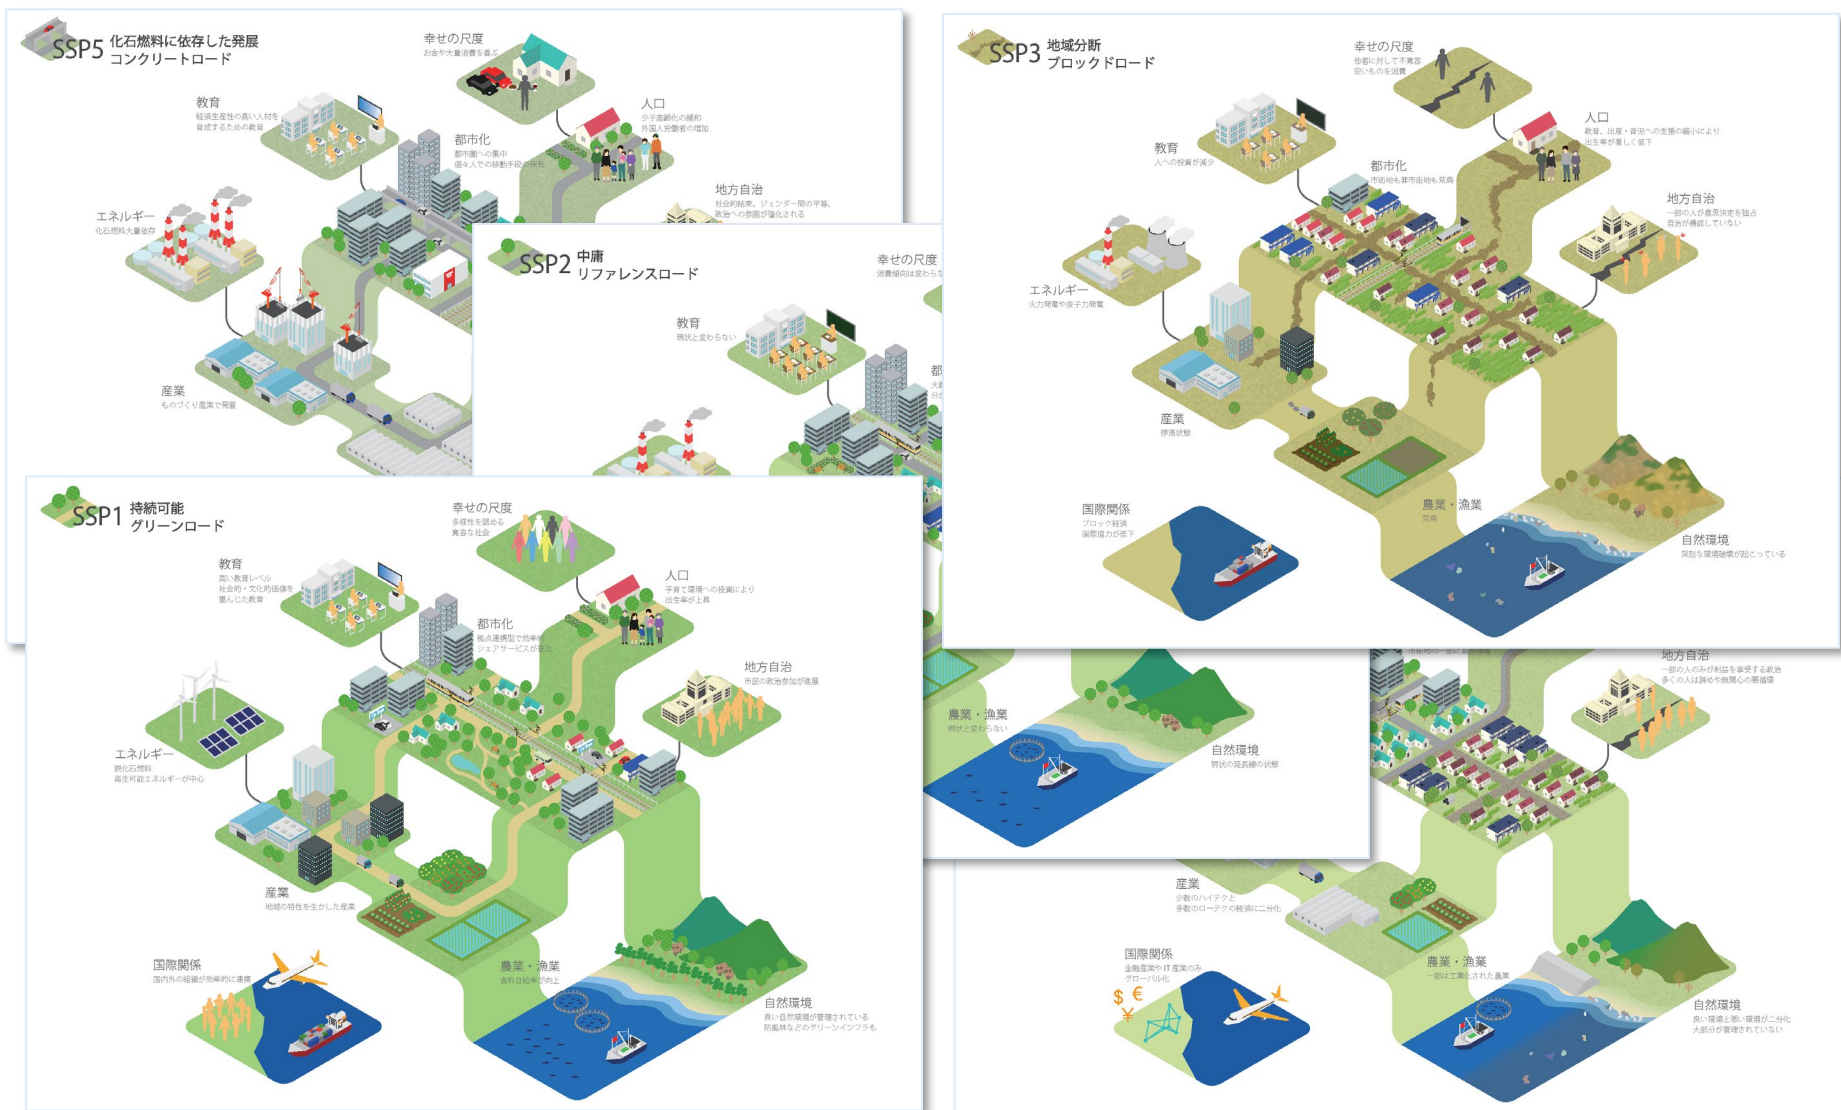 SSP5 化石燃料に依存した発展
コンクリートロード
幸せの尺度
お金や大量消費を喜ぶ
教育
経済生産性の高い人材を
育成するための教育
都市化
都市圏への集中
個々人での移動手段の保有
人口
少子高齢化の緩和
外国人労働者の増加
地方自治
社会的結束、ジェンダー間の平等、
政治への参画が強化される
エネルギー
化石燃料大量依存
産業
ものづくり産業で発展
SSP2 中庸
リファレンスロード
幸せの尺度
消費傾向は変わらな
教育
現状と変わらない
都
農業・漁業
現状と変わらない
自然環境
現状の延長線の状態
SSP3 地域分断
ブロックドロード
幸せの尺度
他者に対して不寛容
安いものを消費
教育
人への投資が減少
人口
教育、出産・育児への支援の縮小により
出生率が著しく低下
都市化
市街地も非市街地も荒廃
地方自治
一部の人が意思決定を独占
自治が機能していない
エネルギー
火力発電や原子力発電
産業
停滞状態
農業・漁業
荒廃
国際関係
ブロック経済
国際協力が低下
自然環境
深刻な環境破壊が起こっている
SSP1 持続可能
グリーンロード
幸せの尺度
多様性を認める
寛容な社会
教育
高い教育レベル
社会的・文化的価値を
重んじた教育
人口
子育て環境への投資により
出生率が上昇
都市化
拠点連携型で効率的
シェアサービスが普及
地方自治
市民の政治参加が進展
エネルギー
脱化石燃料
再生可能エネルギーが中心
産業
地域の特性を生かした産業
国際関係
国内外の組織が効率的に連携
農業・漁業
食料自給率が向上
自然環境
良い自然環境が管理されている
防風林などのグリーンインフラも
地方自治
一部の人のみが利益を享受する政治
多くの人は諦めや無関心の悪循環
産業
少数のハイテクと
多数のローテクの経済に二分化
国際関係
金融産業やIT産業のみ
グローバル化
$ €
¥
農業・漁業
一部は工業化された農業
自然環境
良い環境と悪い環境が二分化
大部分が管理されていない